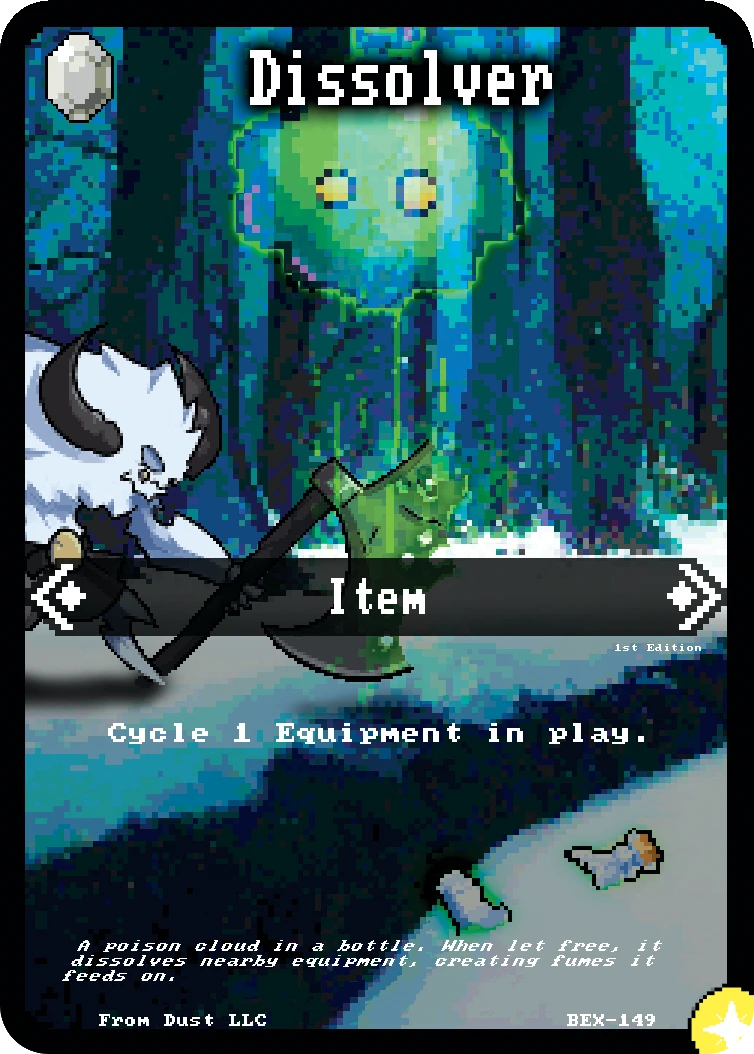 Dissolver
Item
1st Edition
Cycle 1 Equipment in play.
A poison cloud in a bottle. When let free, it
dissolves nearby equipment, creating fumes it
feeds on.
From Dust LLC
BEX-149